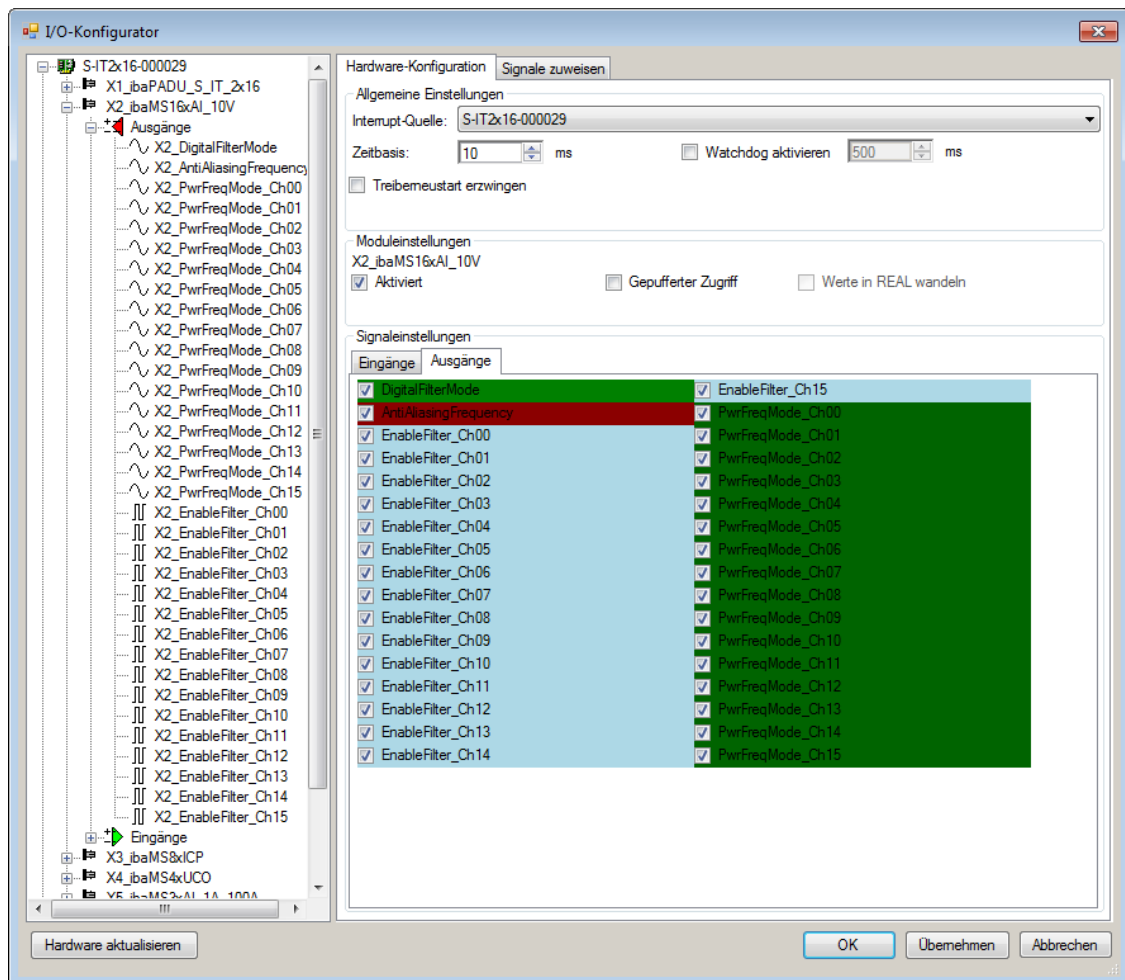 I/O-Konfigurator
S-IT2x16-000029
X1_ibaPADU_S_IT_2x16
X2_ibaMS16xAI_10V
Ausgänge
X2_DigitalFilterMode
X2_AntiAliasingFrequency
X2_PwrFreqMode_Ch00
X2_PwrFreqMode_Ch01
X2_PwrFreqMode_Ch02
X2_PwrFreqMode_Ch03
X2_PwrFreqMode_Ch04
X2_PwrFreqMode_Ch05
X2_PwrFreqMode_Ch06
X2_PwrFreqMode_Ch07
X2_PwrFreqMode_Ch08
X2_PwrFreqMode_Ch09
X2_PwrFreqMode_Ch10
X2_PwrFreqMode_Ch11
X2_PwrFreqMode_Ch12
X2_PwrFreqMode_Ch13
X2_PwrFreqMode_Ch14
X2_PwrFreqMode_Ch15
X2_EnableFilter_Ch00
X2_EnableFilter_Ch01
X2_EnableFilter_Ch02
X2_EnableFilter_Ch03
X2_EnableFilter_Ch04
X2_EnableFilter_Ch05
X2_EnableFilter_Ch06
X2_EnableFilter_Ch07
X2_EnableFilter_Ch08
X2_EnableFilter_Ch09
X2_EnableFilter_Ch10
X2_EnableFilter_Ch11
X2_EnableFilter_Ch12
X2_EnableFilter_Ch13
X2_EnableFilter_Ch14
X2_EnableFilter_Ch15
Eingänge
X3_ibaMS8xICP
X4_ibaMS4xUCO
X5_ibaMS3xAI_1A_100A
Hardware-Konfiguration Signale zuweisen
Allgemeine Einstellungen
Interrupt-Quelle: S-IT2x16-000029
Zeitbasis: 10 ms Watchdog aktivieren 500 ms
Treiberneustart erzwingen
Moduleinstellungen
X2_ibaMS16xAI_10V
Aktiviert Gepufferter Zugriff Werte in REAL wandeln
Signaleinstellungen
Eingänge Ausgänge
DigitalFilterMode EnableFilter_Ch15
AntiAliasingFrequency PwrFreqMode_Ch00
EnableFilter_Ch00 PwrFreqMode_Ch01
EnableFilter_Ch01 PwrFreqMode_Ch02
EnableFilter_Ch02 PwrFreqMode_Ch03
EnableFilter_Ch03 PwrFreqMode_Ch04
EnableFilter_Ch04 PwrFreqMode_Ch05
EnableFilter_Ch05 PwrFreqMode_Ch06
EnableFilter_Ch06 PwrFreqMode_Ch07
EnableFilter_Ch07 PwrFreqMode_Ch08
EnableFilter_Ch08 PwrFreqMode_Ch09
EnableFilter_Ch09 PwrFreqMode_Ch10
EnableFilter_Ch10 PwrFreqMode_Ch11
EnableFilter_Ch11 PwrFreqMode_Ch12
EnableFilter_Ch12 PwrFreqMode_Ch13
EnableFilter_Ch13 PwrFreqMode_Ch14
EnableFilter_Ch14 PwrFreqMode_Ch15
Hardware aktualisieren OK Übernehmen Abbrechen